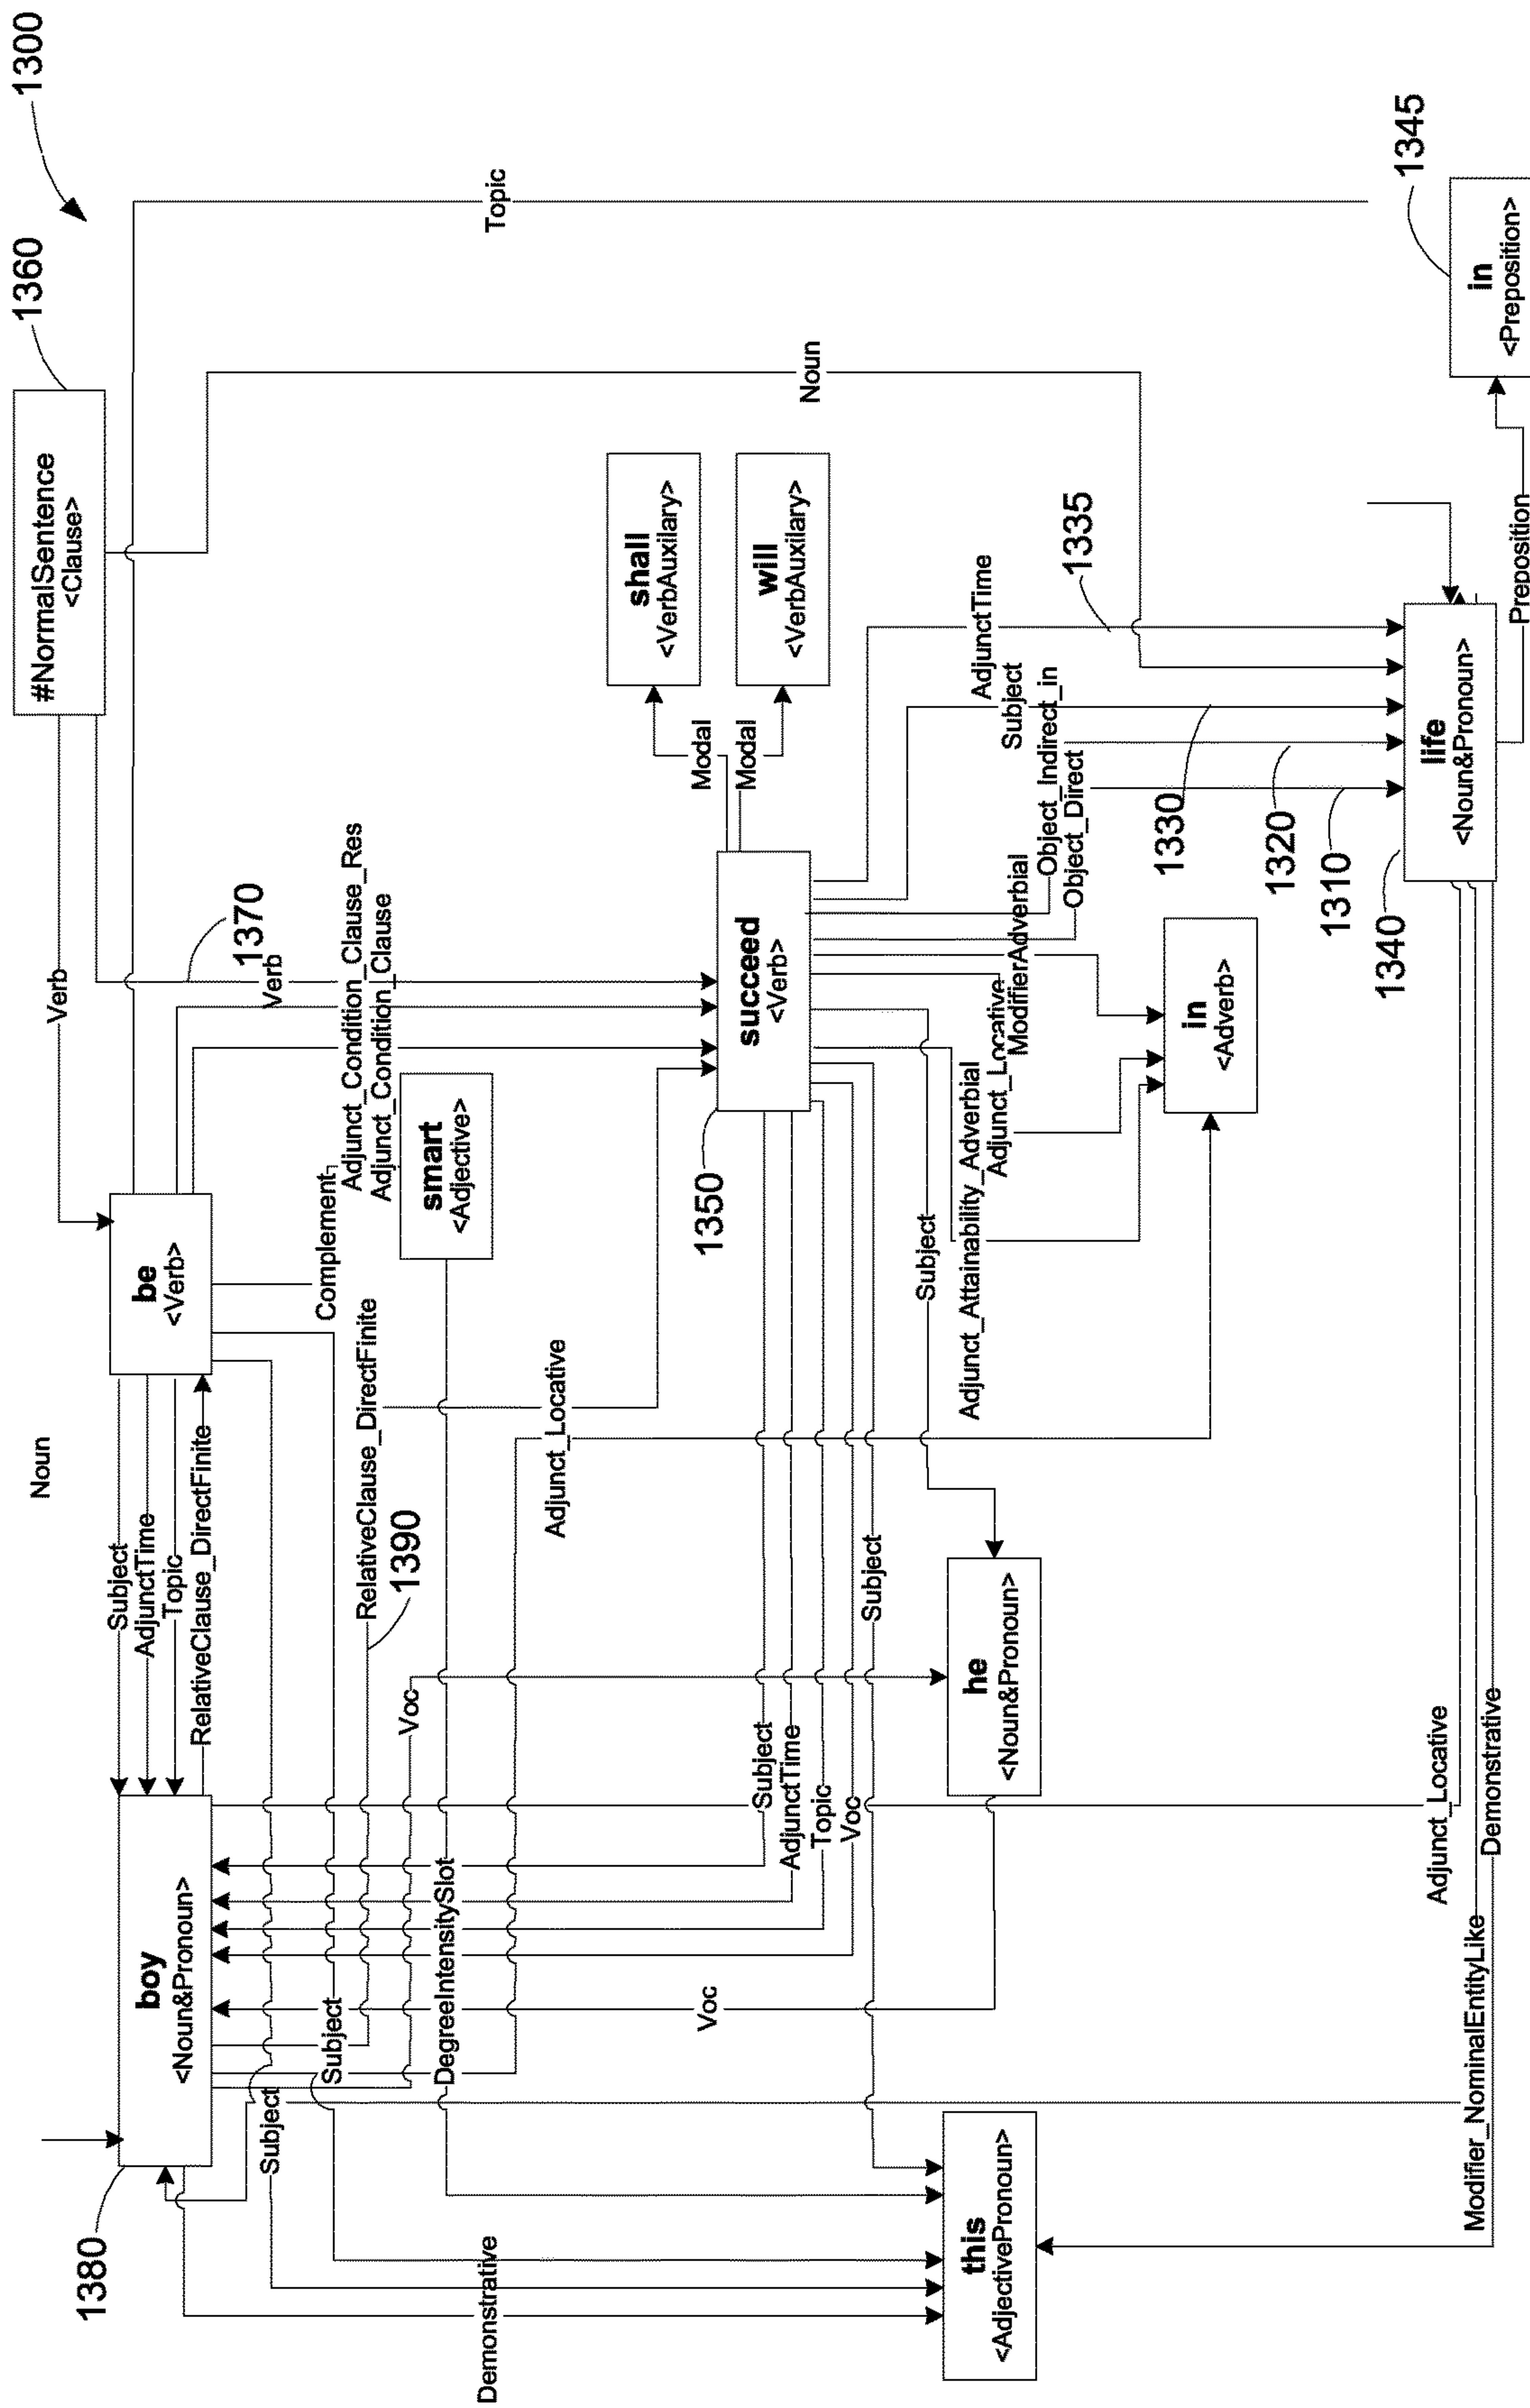 1300
1360
#NormalSentence
<Clause>
Topic
1345
in
<Preposition>
Noun
shall
<VerbAuxilary>
will
<VerbAuxilary>
Modal
Modal
1335
AdjunctTime
Subject
Object_Indirect_in
Object_Direct
1330
1320
1310
1340
life
<Noun&Pronoun>
Preposition
Verb
1370
Verb
Adjunct_Condition_Clause_Res
Adjunct_Condition_Clause
succeed
<Verb>
1350
ModifierAdverbial
Adjunct_Locative
Adjunct_Attainability_Adverbial
in
<Adverb>
be
<Verb>
Complement
smart
<Adjective>
Subject
Noun
Subject
AdjunctTime
Topic
RelativeClause_DirectFinite
RelativeClause_DirectFinite
1390
Adjunct_Locative
Subject
Voc
he
<Noun&Pronoun>
Subject
AdjunctTime
Topic
Voc
Adjunct_Locative
Demonstrative
Modifier_NominalEntityLike
boy
<Noun&Pronoun>
1380
Subject
Subject
DegreeIntensitySlot
Voc
Demonstrative
this
<AdjectivePronoun>